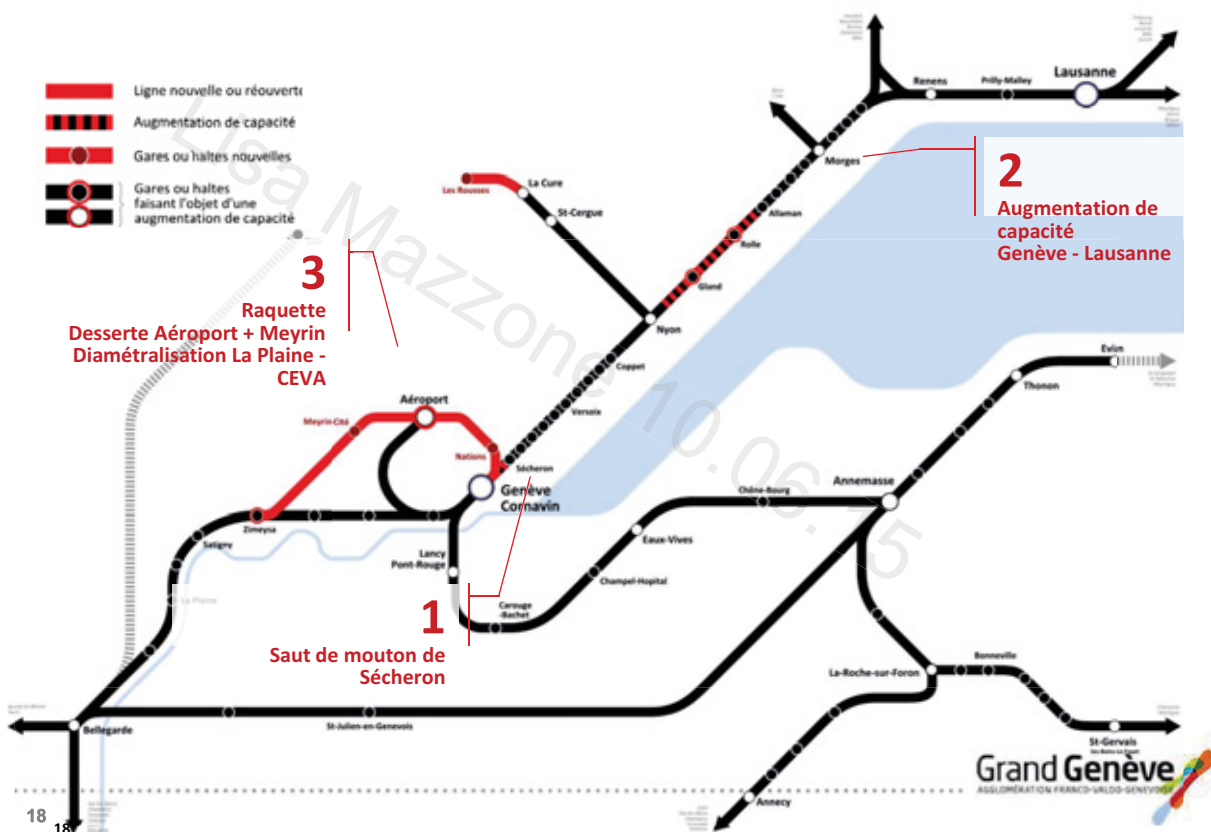 Ligne nouvelle ou réouverte
Augmentation de capacité
Gares ou haltes nouvelles
Gares ou haltes
faisant l'objet d'une
augmentation de capacité
Renens
Prilly-Malley
Lausanne
Morges
2
Augmentation de
capacité
Genève - Lausanne
Les Rousses
La Cure
St-Cergue
Allaman
Rolle
Gland
Nyon
3
Raquette
Desserte Aéroport + Meyrin
Diamétralisation La Plaine -
CEVA
Coppet
Versoix
Evian
Thonon
Aéroport
Meyrin-Cité
Nations
Sécheron
Genève
Cornavin
Zimeysa
Satigny
La Plaine
Lancy
Pont-Rouge
Carouge
-Bachet
Champel-Hopital
Eaux-Vives
Chêne-Bourg
Annemasse
1
Saut de mouton de
Sécheron
La-Roche-sur-Foron
Bonneville
St-Gervais
Bellegarde
St-Julien-en-Genevois
Annecy
Grand Genève
AGGLOMÉRATION FRANCO-VALDO-GENEVOISE
18
18
Lisa Mazzone 10.06.15